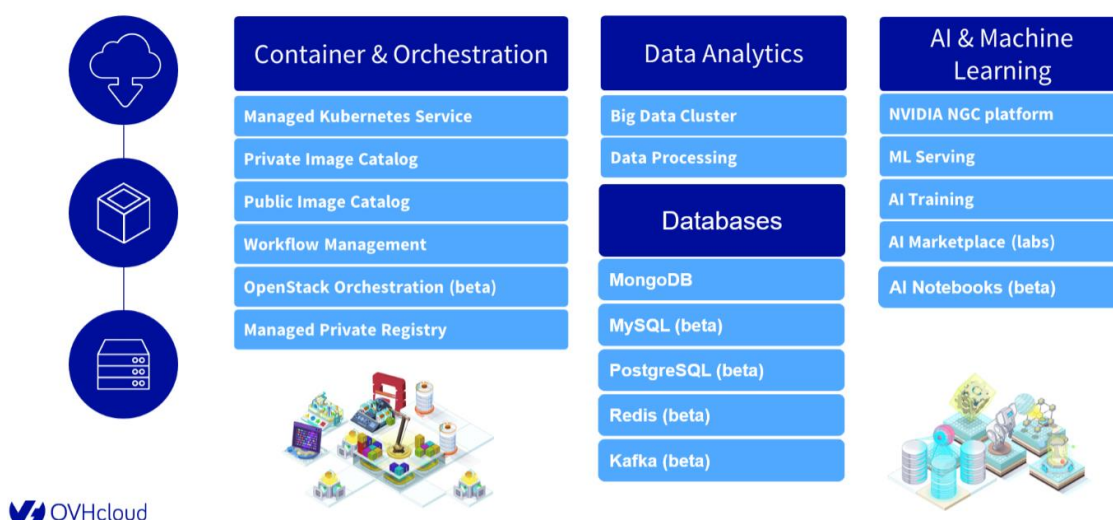 Container & Orchestration
Managed Kubernetes Service
Private Image Catalog
Public Image Catalog
Workflow Management
OpenStack Orchestration (beta)
Managed Private Registry
Data Analytics
Big Data Cluster
Data Processing
Databases
MongoDB
MySQL (beta)
PostgreSQL (beta)
Redis (beta)
Kafka (beta)
AI & Machine
Learning
NVIDIA NGC platform
ML Serving
AI Training
AI Marketplace (labs)
AI Notebooks (beta)
OVHcloud